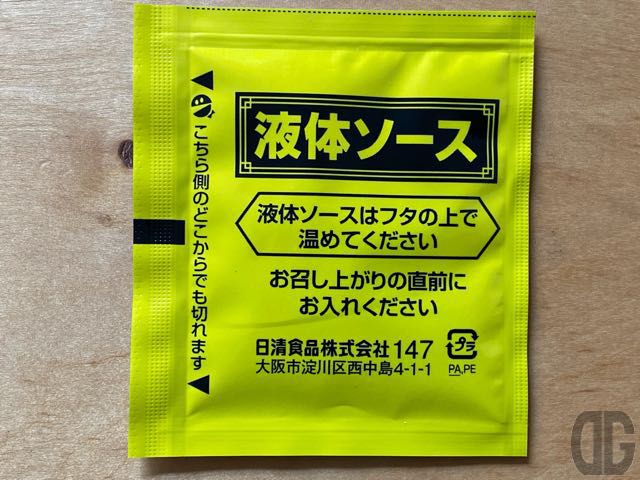 液体ソース
液体ソースはフタの上で
温めてください
お召し上がりの直前に
お入れください
日清食品株式会社 147
大阪市淀川区西中島4-1-1
プラ
PA,PE
こちら側のどこからでも切れます
DG